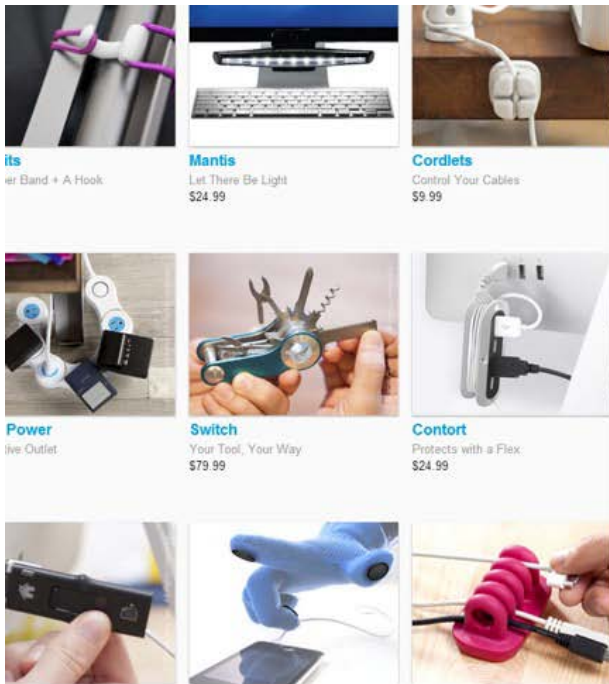 its
Mantis
Cordlets
er Band + A Hook
Let There Be Light
Control Your Cables
$24.99
$9.99
Power
Switch
Contort
ive Outlet
Your Tool, Your Way
Protects with a Flex
$79.99
$24.99